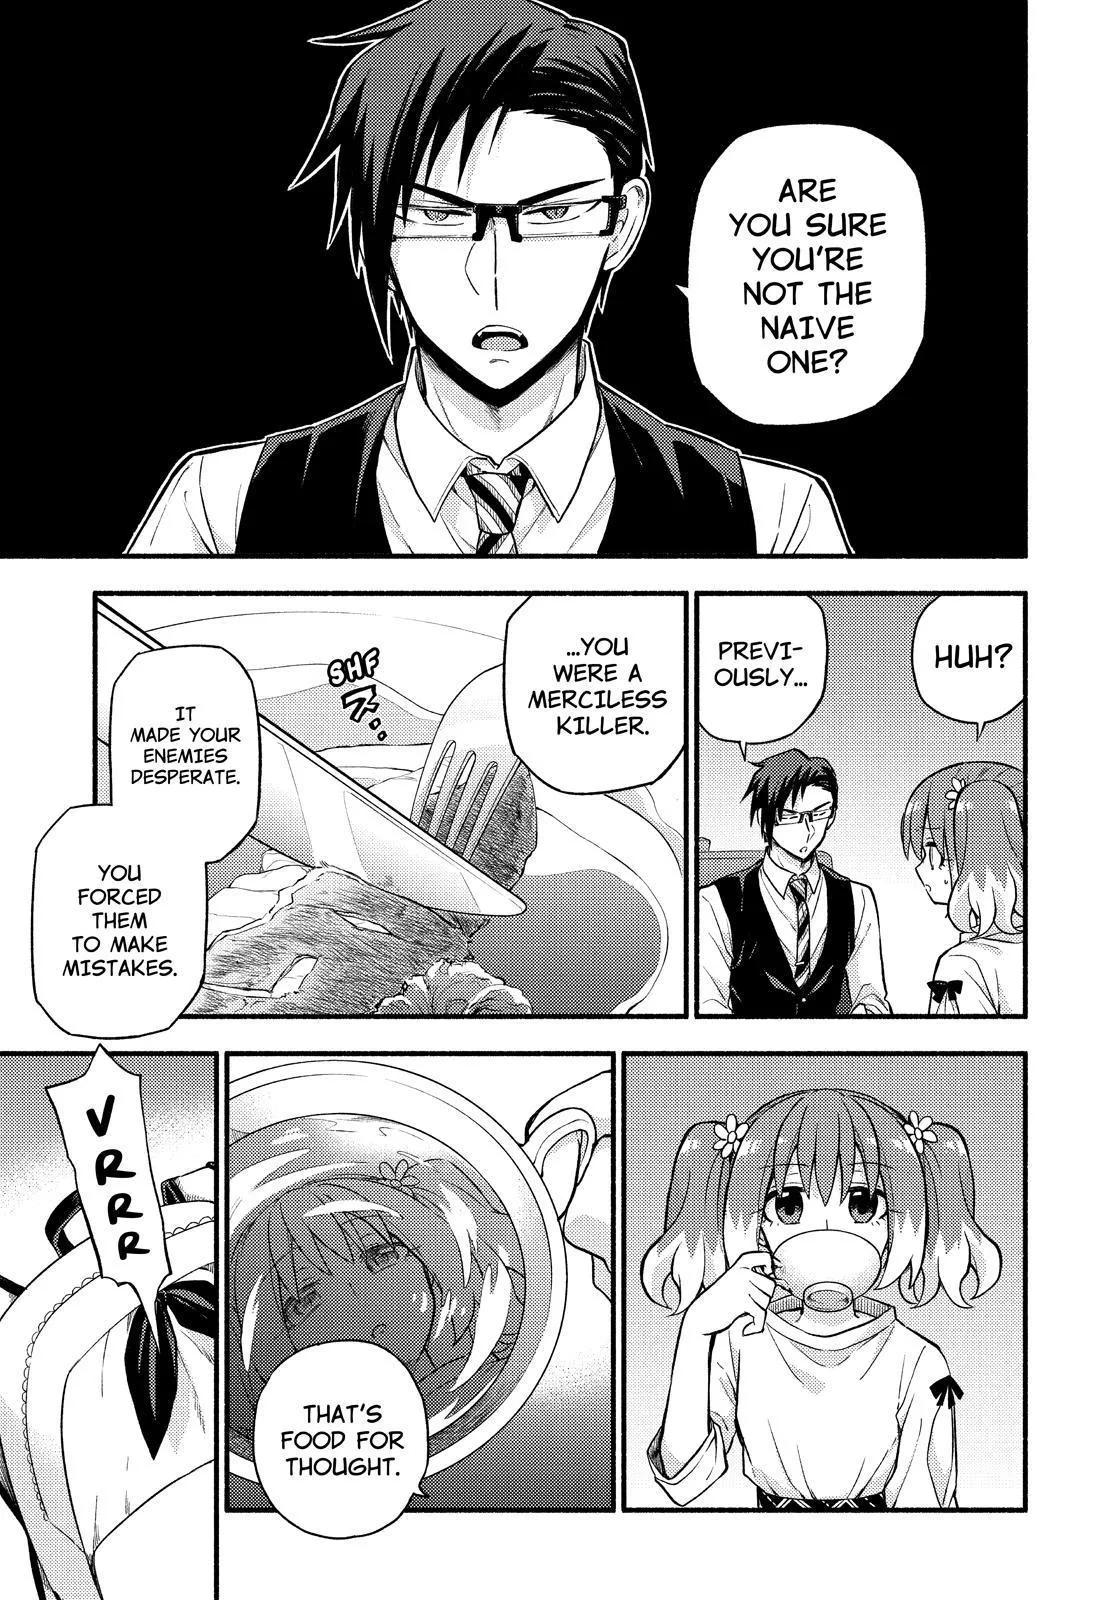 ARE
YOU SURE
YOU'RE
NOT THE
NAIVE
ONE?
HUH?
PREVI-
OUSLY...
...YOU
WERE A
MERCILESS
KILLER.
SHF
ス..
IT
MADE YOUR
ENEMIES
DESPERATE.
YOU
FORCED
THEM
TO MAKE
MISTAKES.
THAT'S
FOOD FOR
THOUGHT.
VRRR